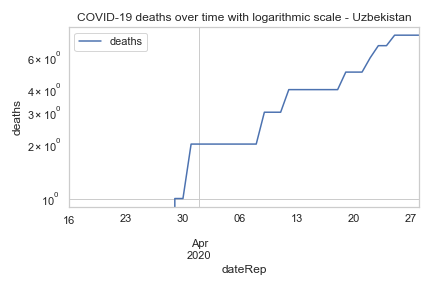 COVID-19 deaths over time with logarithmic scale - Uzbekistan
deaths
6 × 10⁰
4 × 10⁰
3 × 10⁰
2 × 10⁰
10⁰
deaths
16 23 30 06 13 20 27
Apr
2020
dateRep